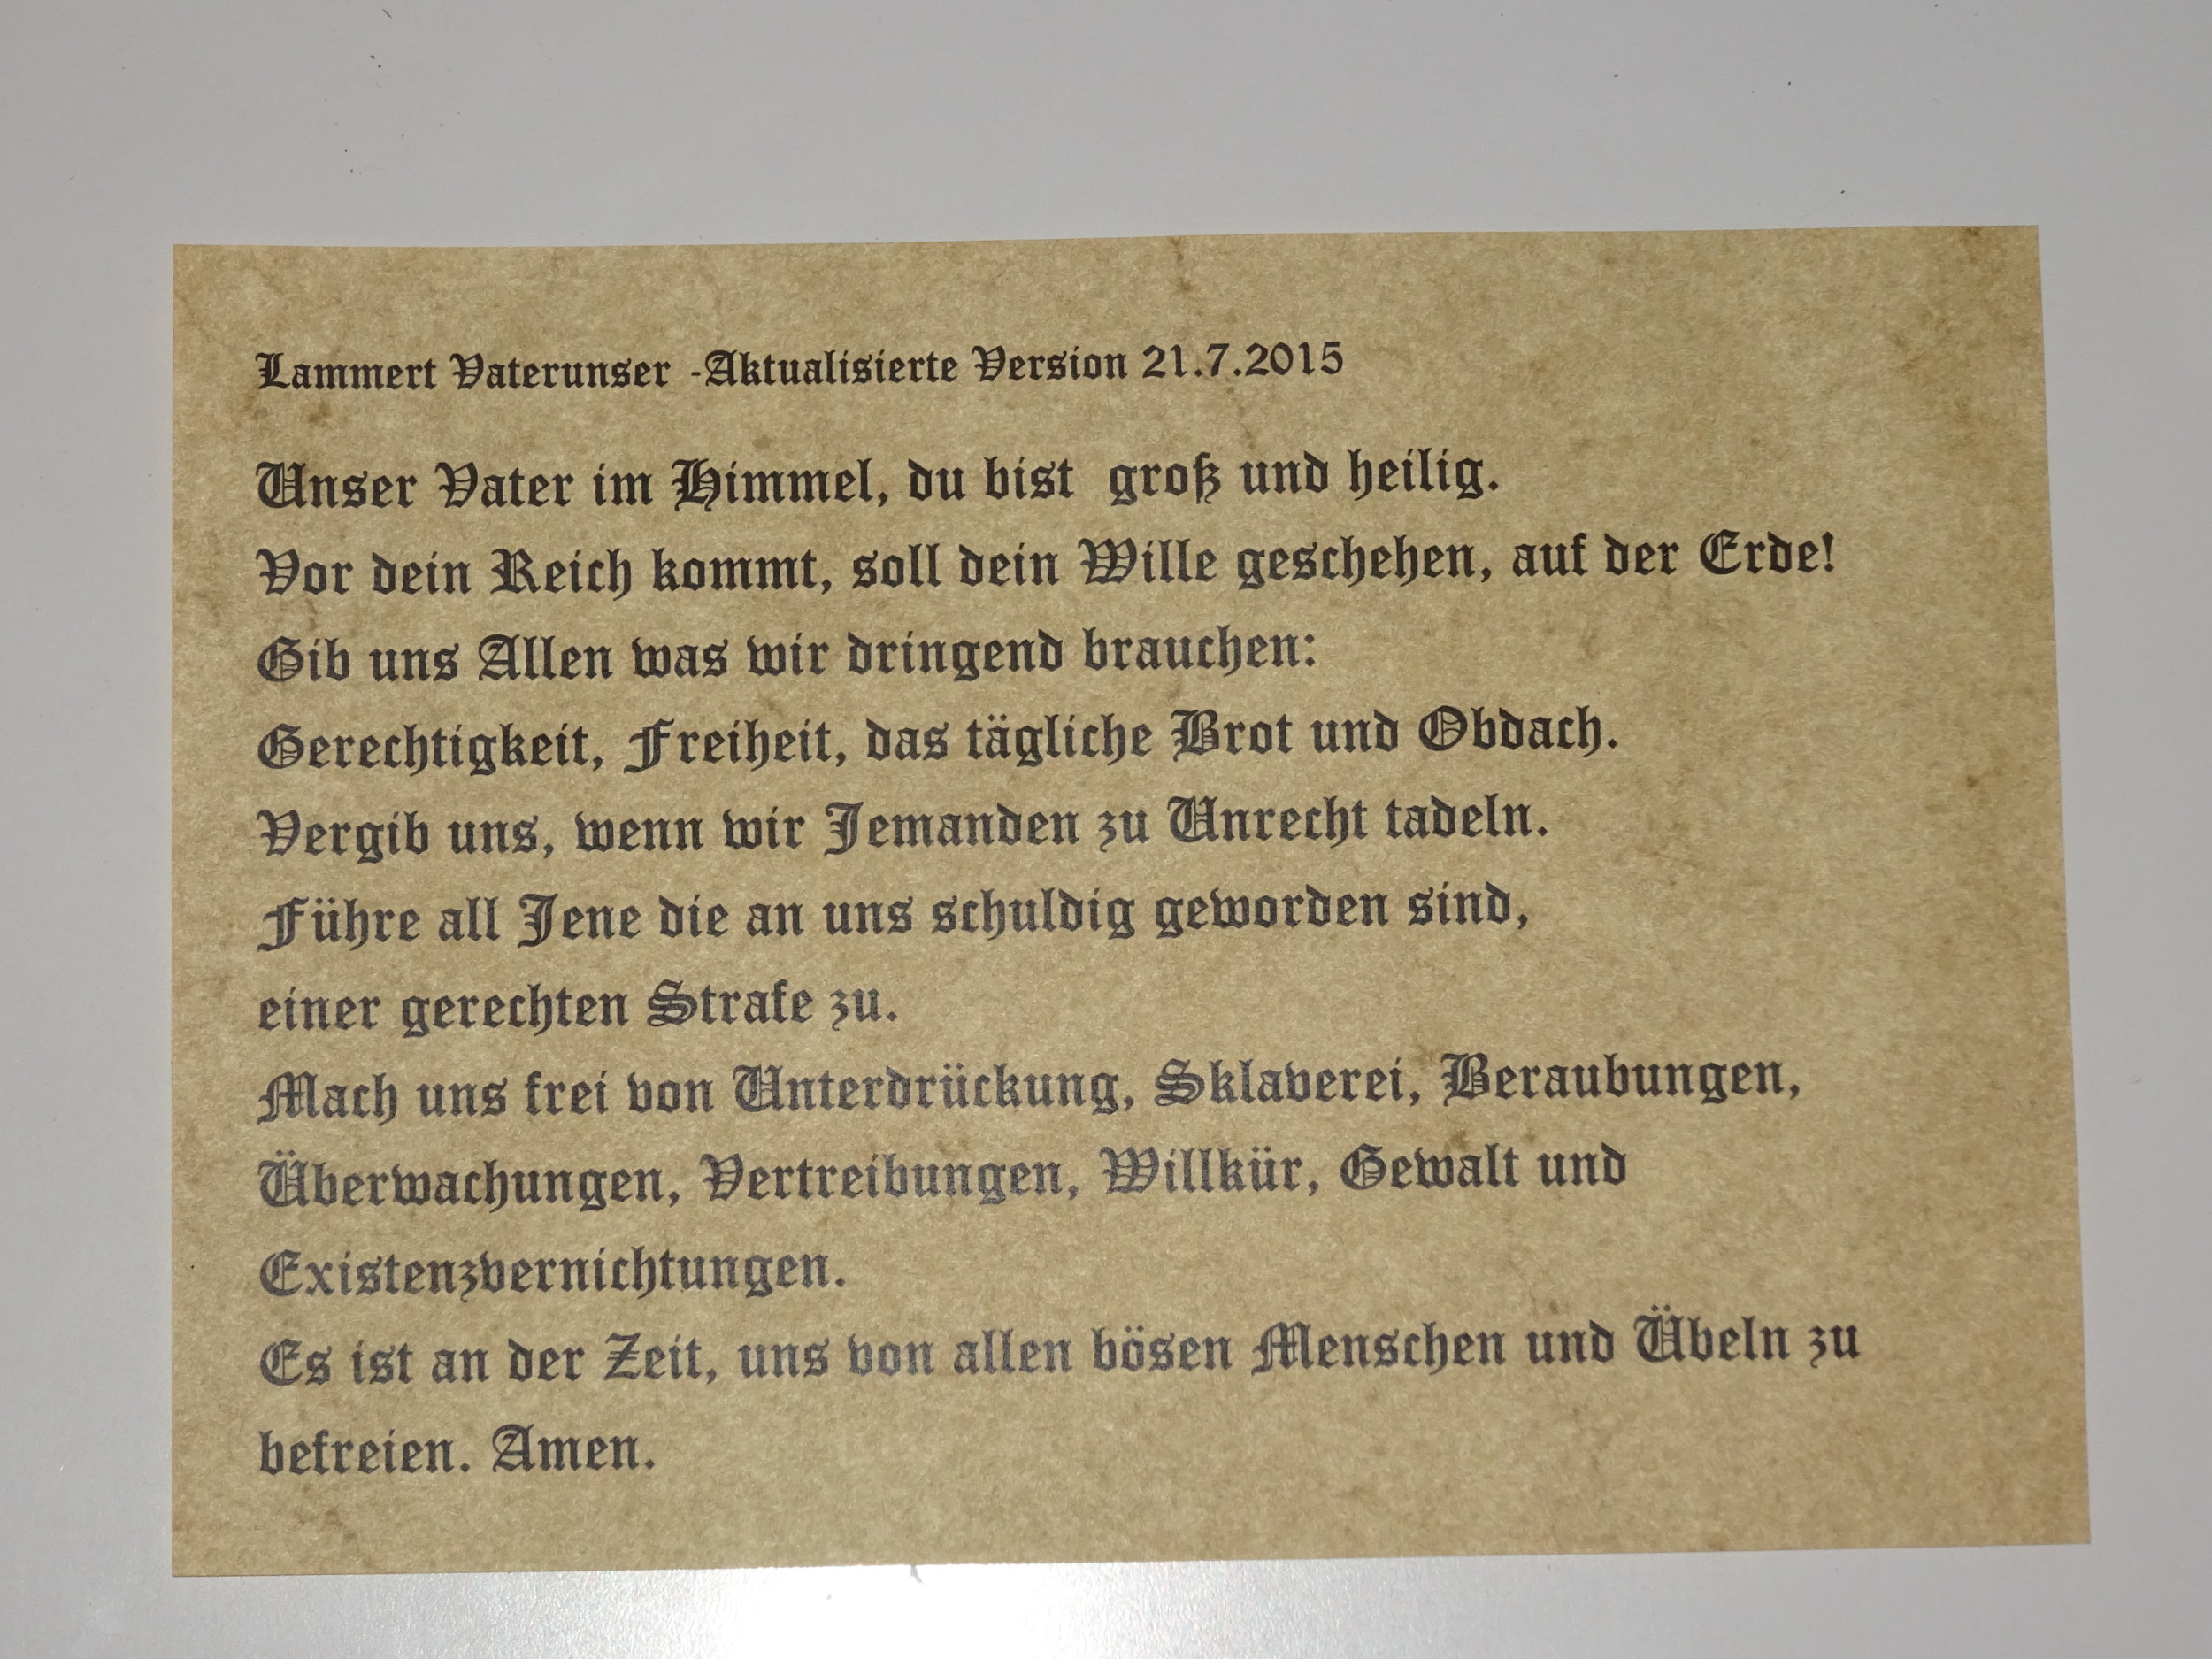 Lammert Vaterunser -Aktualisierte Version 21.7.2015
Unser Vater im Himmel, du bist groß und heilig.
Vor dein Reich kommt, soll dein Wille geschehen, auf der Erde!
Gib uns Allen was wir dringend brauchen:
Gerechtigkeit, Freiheit, das tägliche Brot und Obdach.
Vergib uns, wenn wir Jemanden zu Unrecht tadeln.
Führe all Jene die an uns schuldig geworden sind,
einer gerechten Strafe zu.
Mach uns frei von Unterdrückung, Sklaverei, Beraubungen,
Überwachungen, Vertreibungen, Willkür, Gewalt und
Existenzvernichtungen.
Es ist an der Zeit, uns von allen bösen Menschen und Übeln zu
befreien. Amen.